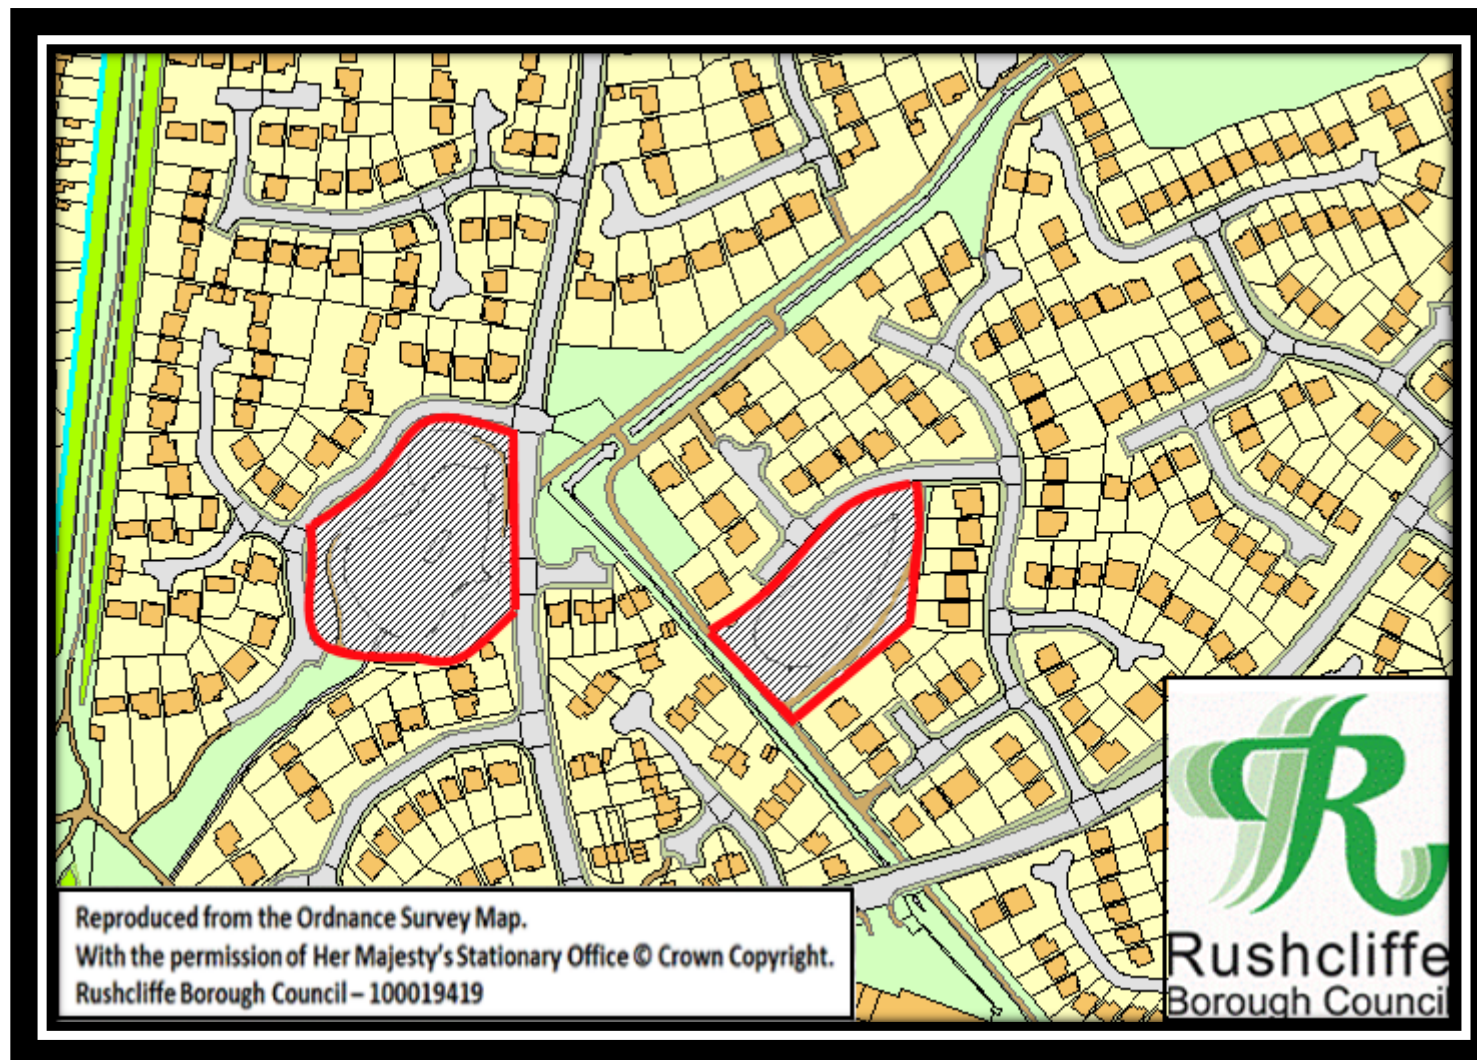 Reproduced from the Ordnance Survey Map.
With the permission of Her Majesty's Stationary Office © Crown Copyright.
Rushcliffe Borough Council – 100019419
Rushcliffe
Borough Council